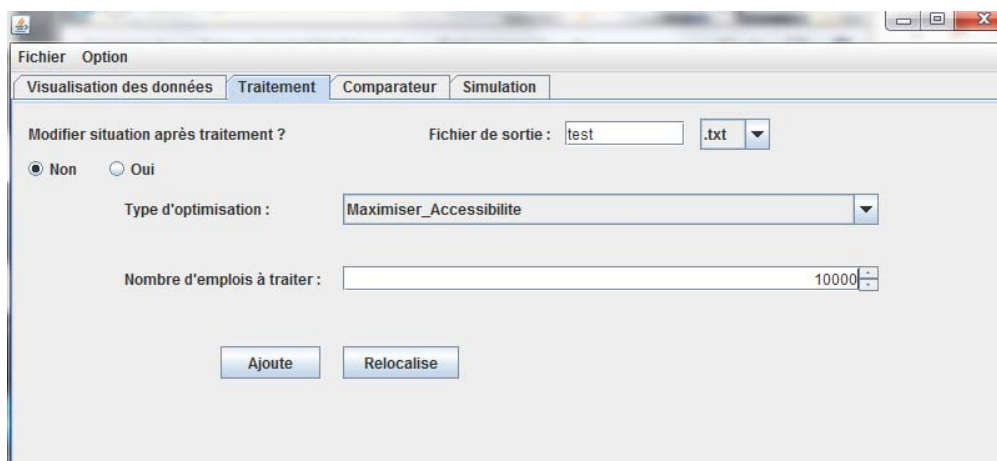 Fichier Option
Visualisation des données Traitement Comparateur Simulation
Modifier situation après traitement ? Fichier de sortie : test .txt
Non Oui
Type d'optimisation : Maximiser_Accessibilite
Nombre d'emplois à traiter : 10000
Ajoute Relocalise